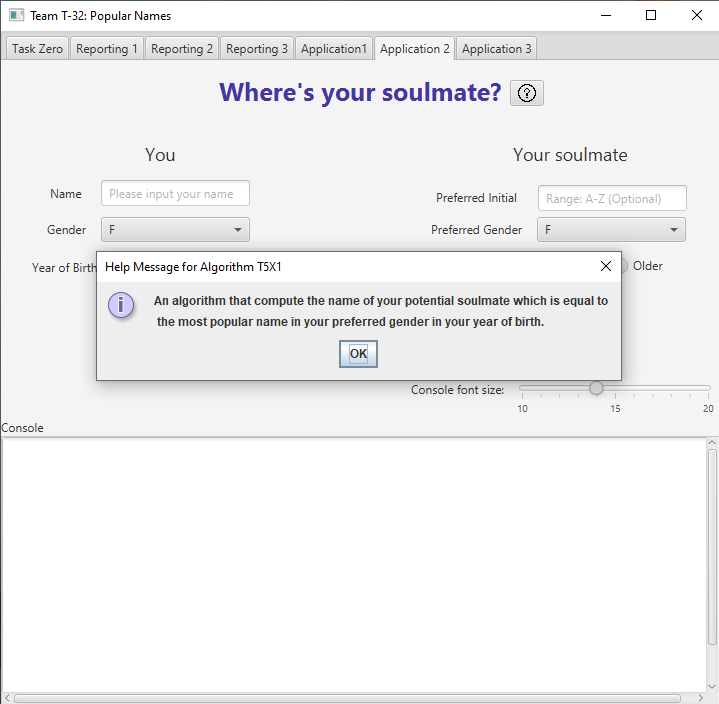 Team T-32: Popular Names
Task Zero Reporting 1 Reporting 2 Reporting 3 Application1 Application 2 Application 3
Where's your soulmate?
You
Your soulmate
Name Please input your name
Preferred Initial Range: A-Z (Optional)
Gender F
Preferred Gender F
Year of Birth
Older
Help Message for Algorithm T5X1
An algorithm that compute the name of your potential soulmate which is equal to
the most popular name in your preferred gender in your year of birth.
OK
Console font size:
10 15 20
Console